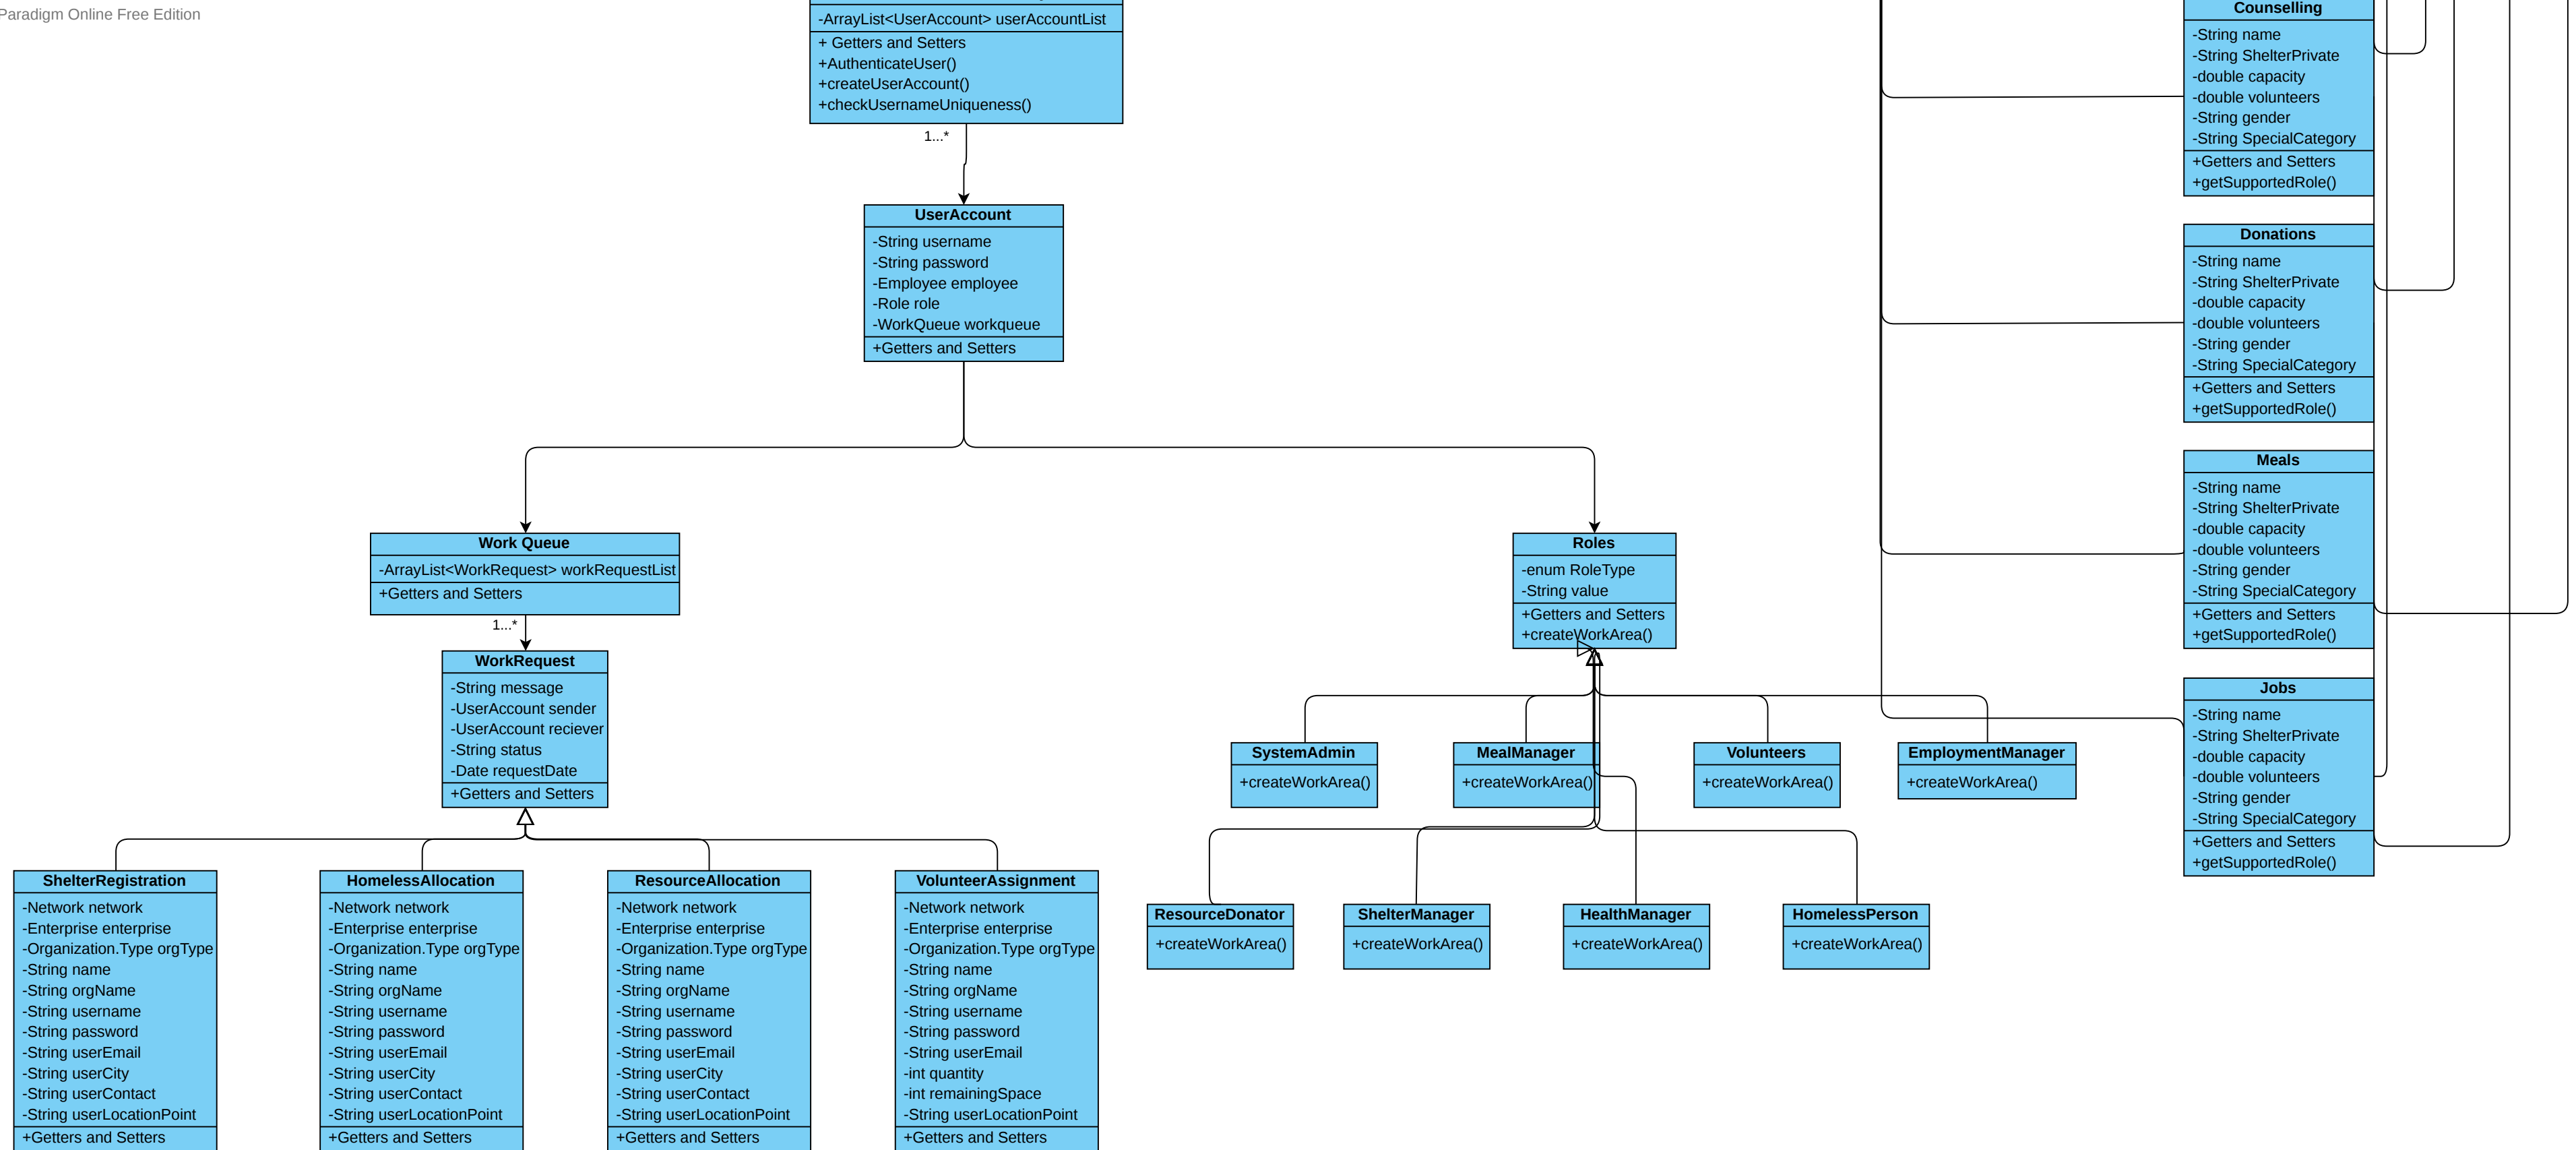 Paradigm Online Free Edition
-ArrayList<UserAccount> userAccountList
+ Getters and Setters
+AuthenticateUser()
+createUserAccount()
+checkUsernameUniqueness()
1...*
UserAccount
-String username
-String password
-Employee employee
-Role role
-WorkQueue workqueue
+Getters and Setters
Work Queue
-ArrayList<WorkRequest> workRequestList
+Getters and Setters
1...*
WorkRequest
-String message
-UserAccount sender
-UserAccount reciever
-String status
-Date requestDate
+Getters and Setters
ShelterRegistration
-Network network
-Enterprise enterprise
-Organization.Type orgType
-String name
-String orgName
-String username
-String password
-String userEmail
-String userCity
-String userContact
-String userLocationPoint
+Getters and Setters
HomelessAllocation
-Network network
-Enterprise enterprise
-Organization.Type orgType
-String name
-String orgName
-String username
-String password
-String userEmail
-String userCity
-String userContact
-String userLocationPoint
+Getters and Setters
ResourceAllocation
-Network network
-Enterprise enterprise
-Organization.Type orgType
-String name
-String orgName
-String username
-String password
-String userEmail
-String userCity
-String userContact
-String userLocationPoint
+Getters and Setters
VolunteerAssignment
-Network network
-Enterprise enterprise
-Organization.Type orgType
-String name
-String orgName
-String username
-String password
-String userEmail
-int quantity
-int remainingSpace
-String userLocationPoint
+Getters and Setters
Roles
-enum RoleType
-String value
+Getters and Setters
+createWorkArea()
SystemAdmin
+createWorkArea()
MealManager
+createWorkArea()
Volunteers
+createWorkArea()
EmploymentManager
+createWorkArea()
ResourceDonator
+createWorkArea()
ShelterManager
+createWorkArea()
HealthManager
+createWorkArea()
HomelessPerson
+createWorkArea()
Counselling
-String name
-String ShelterPrivate
-double capacity
-double volunteers
-String gender
-String SpecialCategory
+Getters and Setters
+getSupportedRole()
Donations
-String name
-String ShelterPrivate
-double capacity
-double volunteers
-String gender
-String SpecialCategory
+Getters and Setters
+getSupportedRole()
Meals
-String name
-String ShelterPrivate
-double capacity
-double volunteers
-String gender
-String SpecialCategory
+Getters and Setters
+getSupportedRole()
Jobs
-String name
-String ShelterPrivate
-double capacity
-double volunteers
-String gender
-String SpecialCategory
+Getters and Setters
+getSupportedRole()